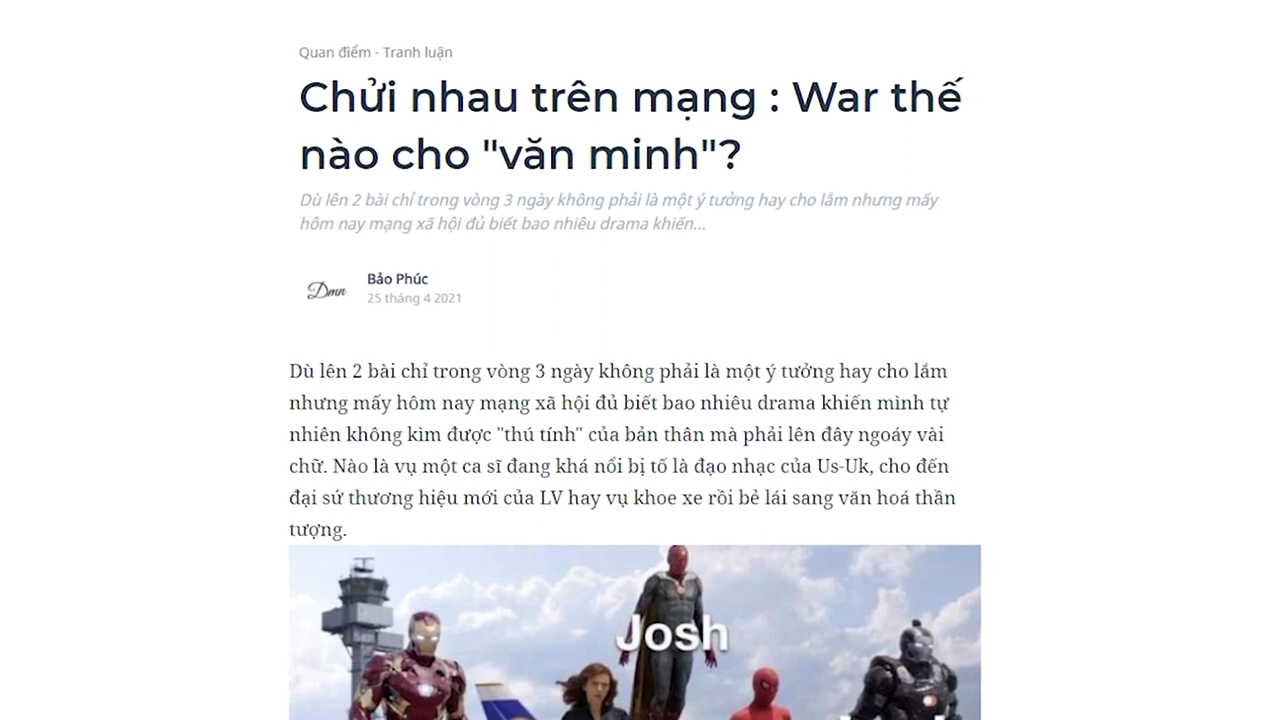 Quan điểm - Tranh luận
Chửi nhau trên mạng : War thế
nào cho "văn minh"?
Dù lên 2 bài chỉ trong vòng 3 ngày không phải là một ý tưởng hay cho lắm nhưng mấy
hôm nay mạng xã hội đủ biết bao nhiêu drama khiến...
Dmn
Bảo Phúc
25 tháng 4 2021
Dù lên 2 bài chỉ trong vòng 3 ngày không phải là một ý tưởng hay cho lắm
nhưng mấy hôm nay mạng xã hội đủ biết bao nhiêu drama khiến mình tự
nhiên không kìm được "thú tính" của bản thân mà phải lên đây ngoáy vài
chữ. Nào là vụ một ca sĩ đang khá nổi bị tố là đạo nhạc của Us-Uk, cho đến
đại sứ thương hiệu mới của LV hay vụ khoe xe rồi bẻ lái sang văn hoá thần
tượng.
Josh